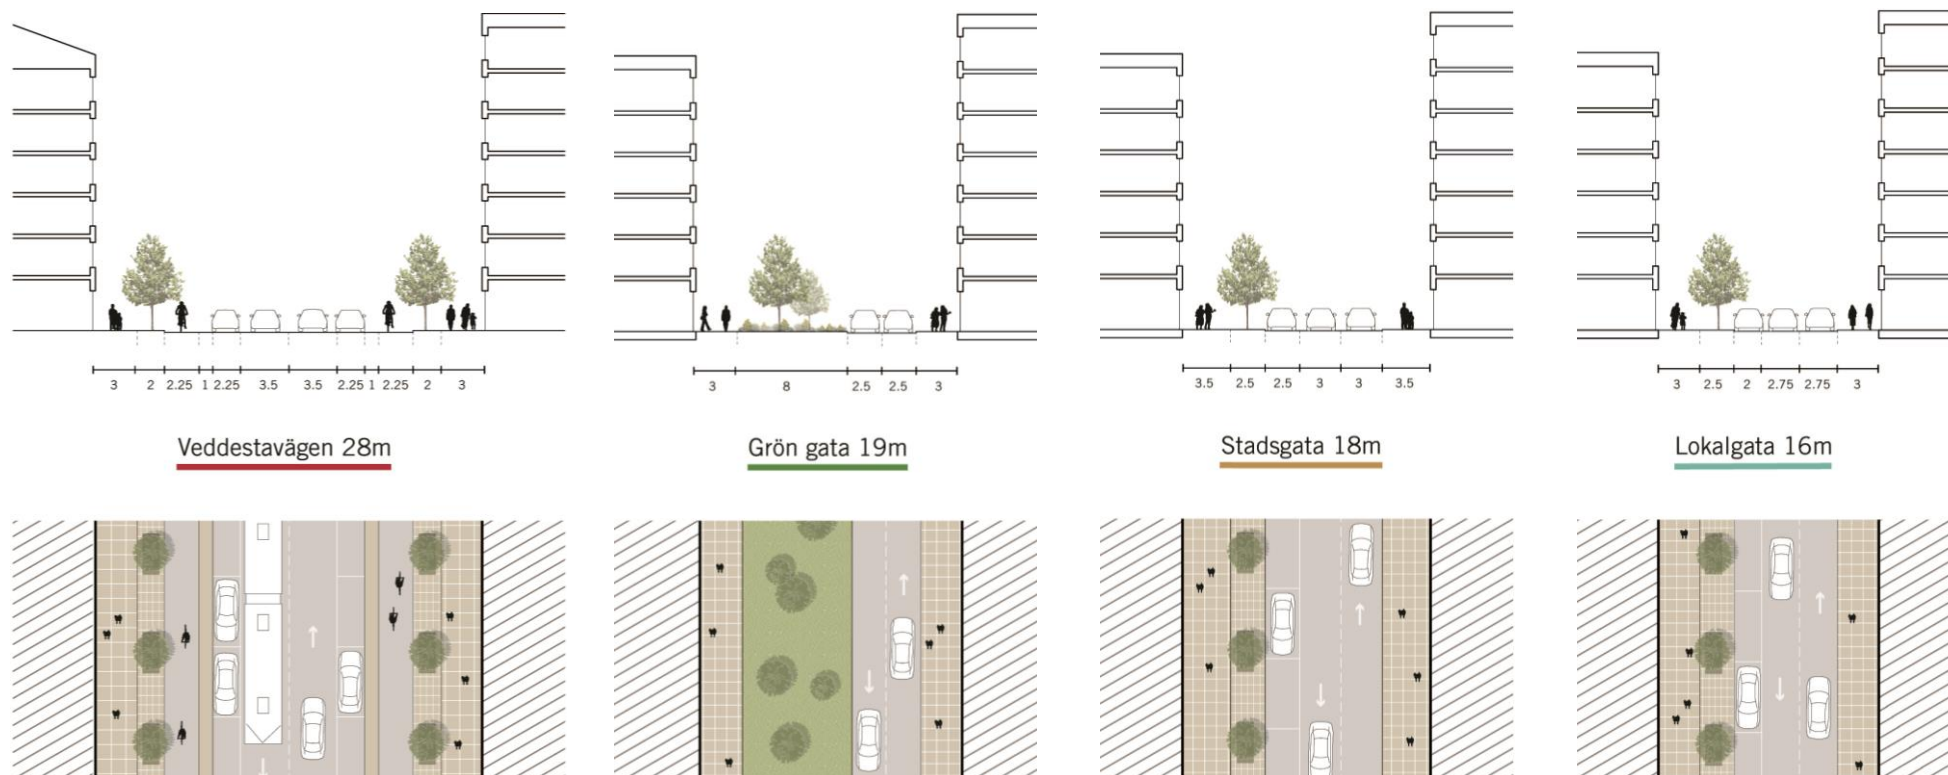 3 2 2.25 1 2.25 3.5 3.5 2.25 1 2.25 2 3
3 8 2.5 2.5 3
3.5 2.5 2.5 3 3 3.5
3 2.5 2 2.75 2.75 3
Veddestavägen 28m
Grön gata 19m
Stadsgata 18m
Lokalgata 16m